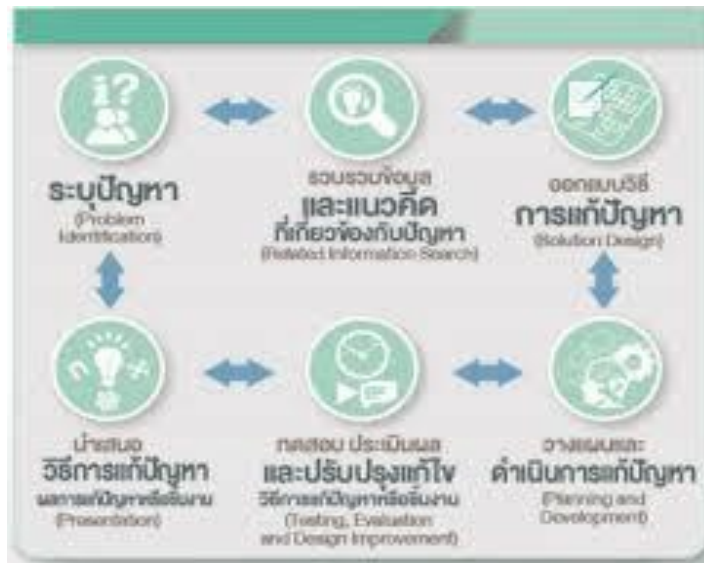 ระบุปัญหา
(Problem
Identification)
รวบรวมข้อมูล
และแนวคิด
ที่เกี่ยวข้องกับปัญหา
(Related Information Search)
ออกแบบวิธี
การแก้ปัญหา
(Solution Design)
นำเสนอ
วิธีการแก้ปัญหา
ผลการแก้ปัญหาหรือชิ้นงาน
(Presentation)
ทดสอบ ประเมินผล
และปรับปรุงแก้ไข
วิธีการแก้ปัญหาหรือชิ้นงาน
(Testing, Evaluation
and Design Improvement)
วางแผนและ
ดำเนินการแก้ปัญหา
(Planning and
Development)